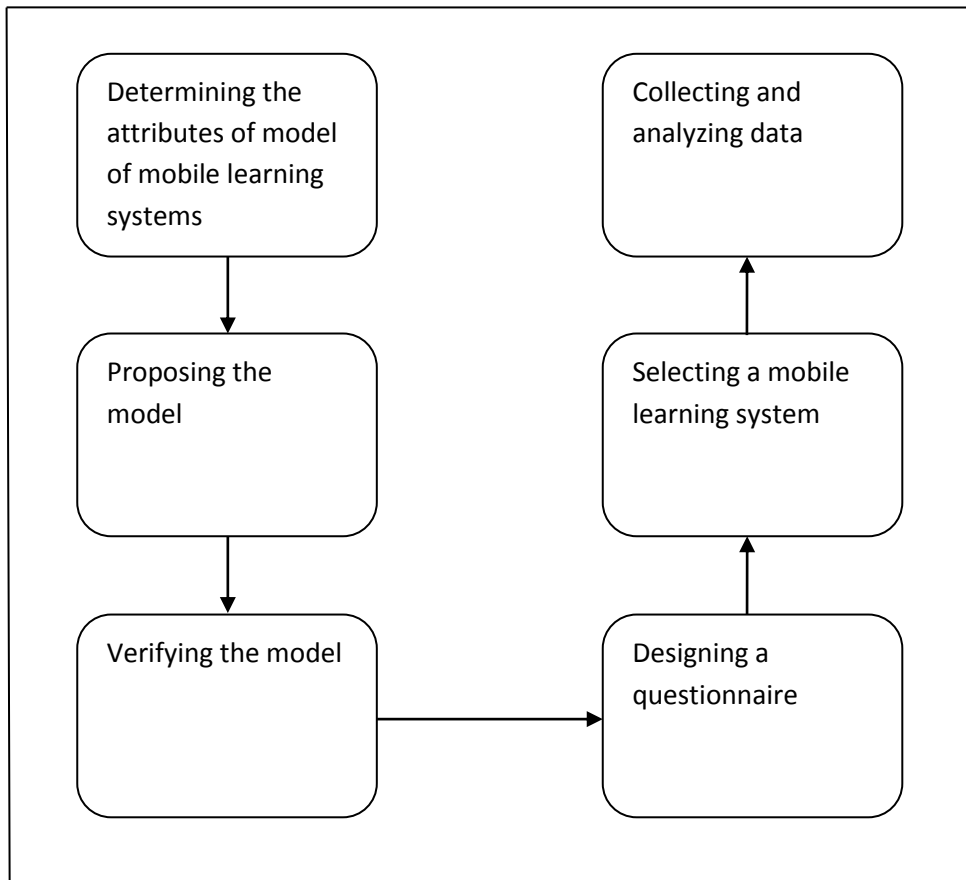 Determining the
attributes of model
of mobile learning
systems
Proposing the
model
Verifying the model
Designing a
questionnaire
Selecting a mobile
learning system
Collecting and
analyzing data